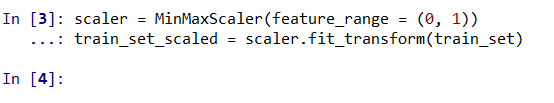 In [3]: scaler = MinMaxScaler(feature_range = (0, 1))
...: train_set_scaled = scaler.fit_transform(train_set)
In [4]: